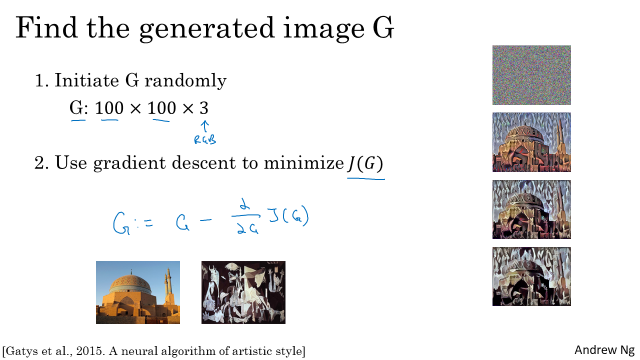 Find the generated image G
1. Initiate G randomly
G: 100 × 100 × 3
↑
RGB
2. Use gradient descent to minimize J(G)
G := G − ∂/∂G J(G)
[Gatys et al., 2015. A neural algorithm of artistic style]
Andrew Ng